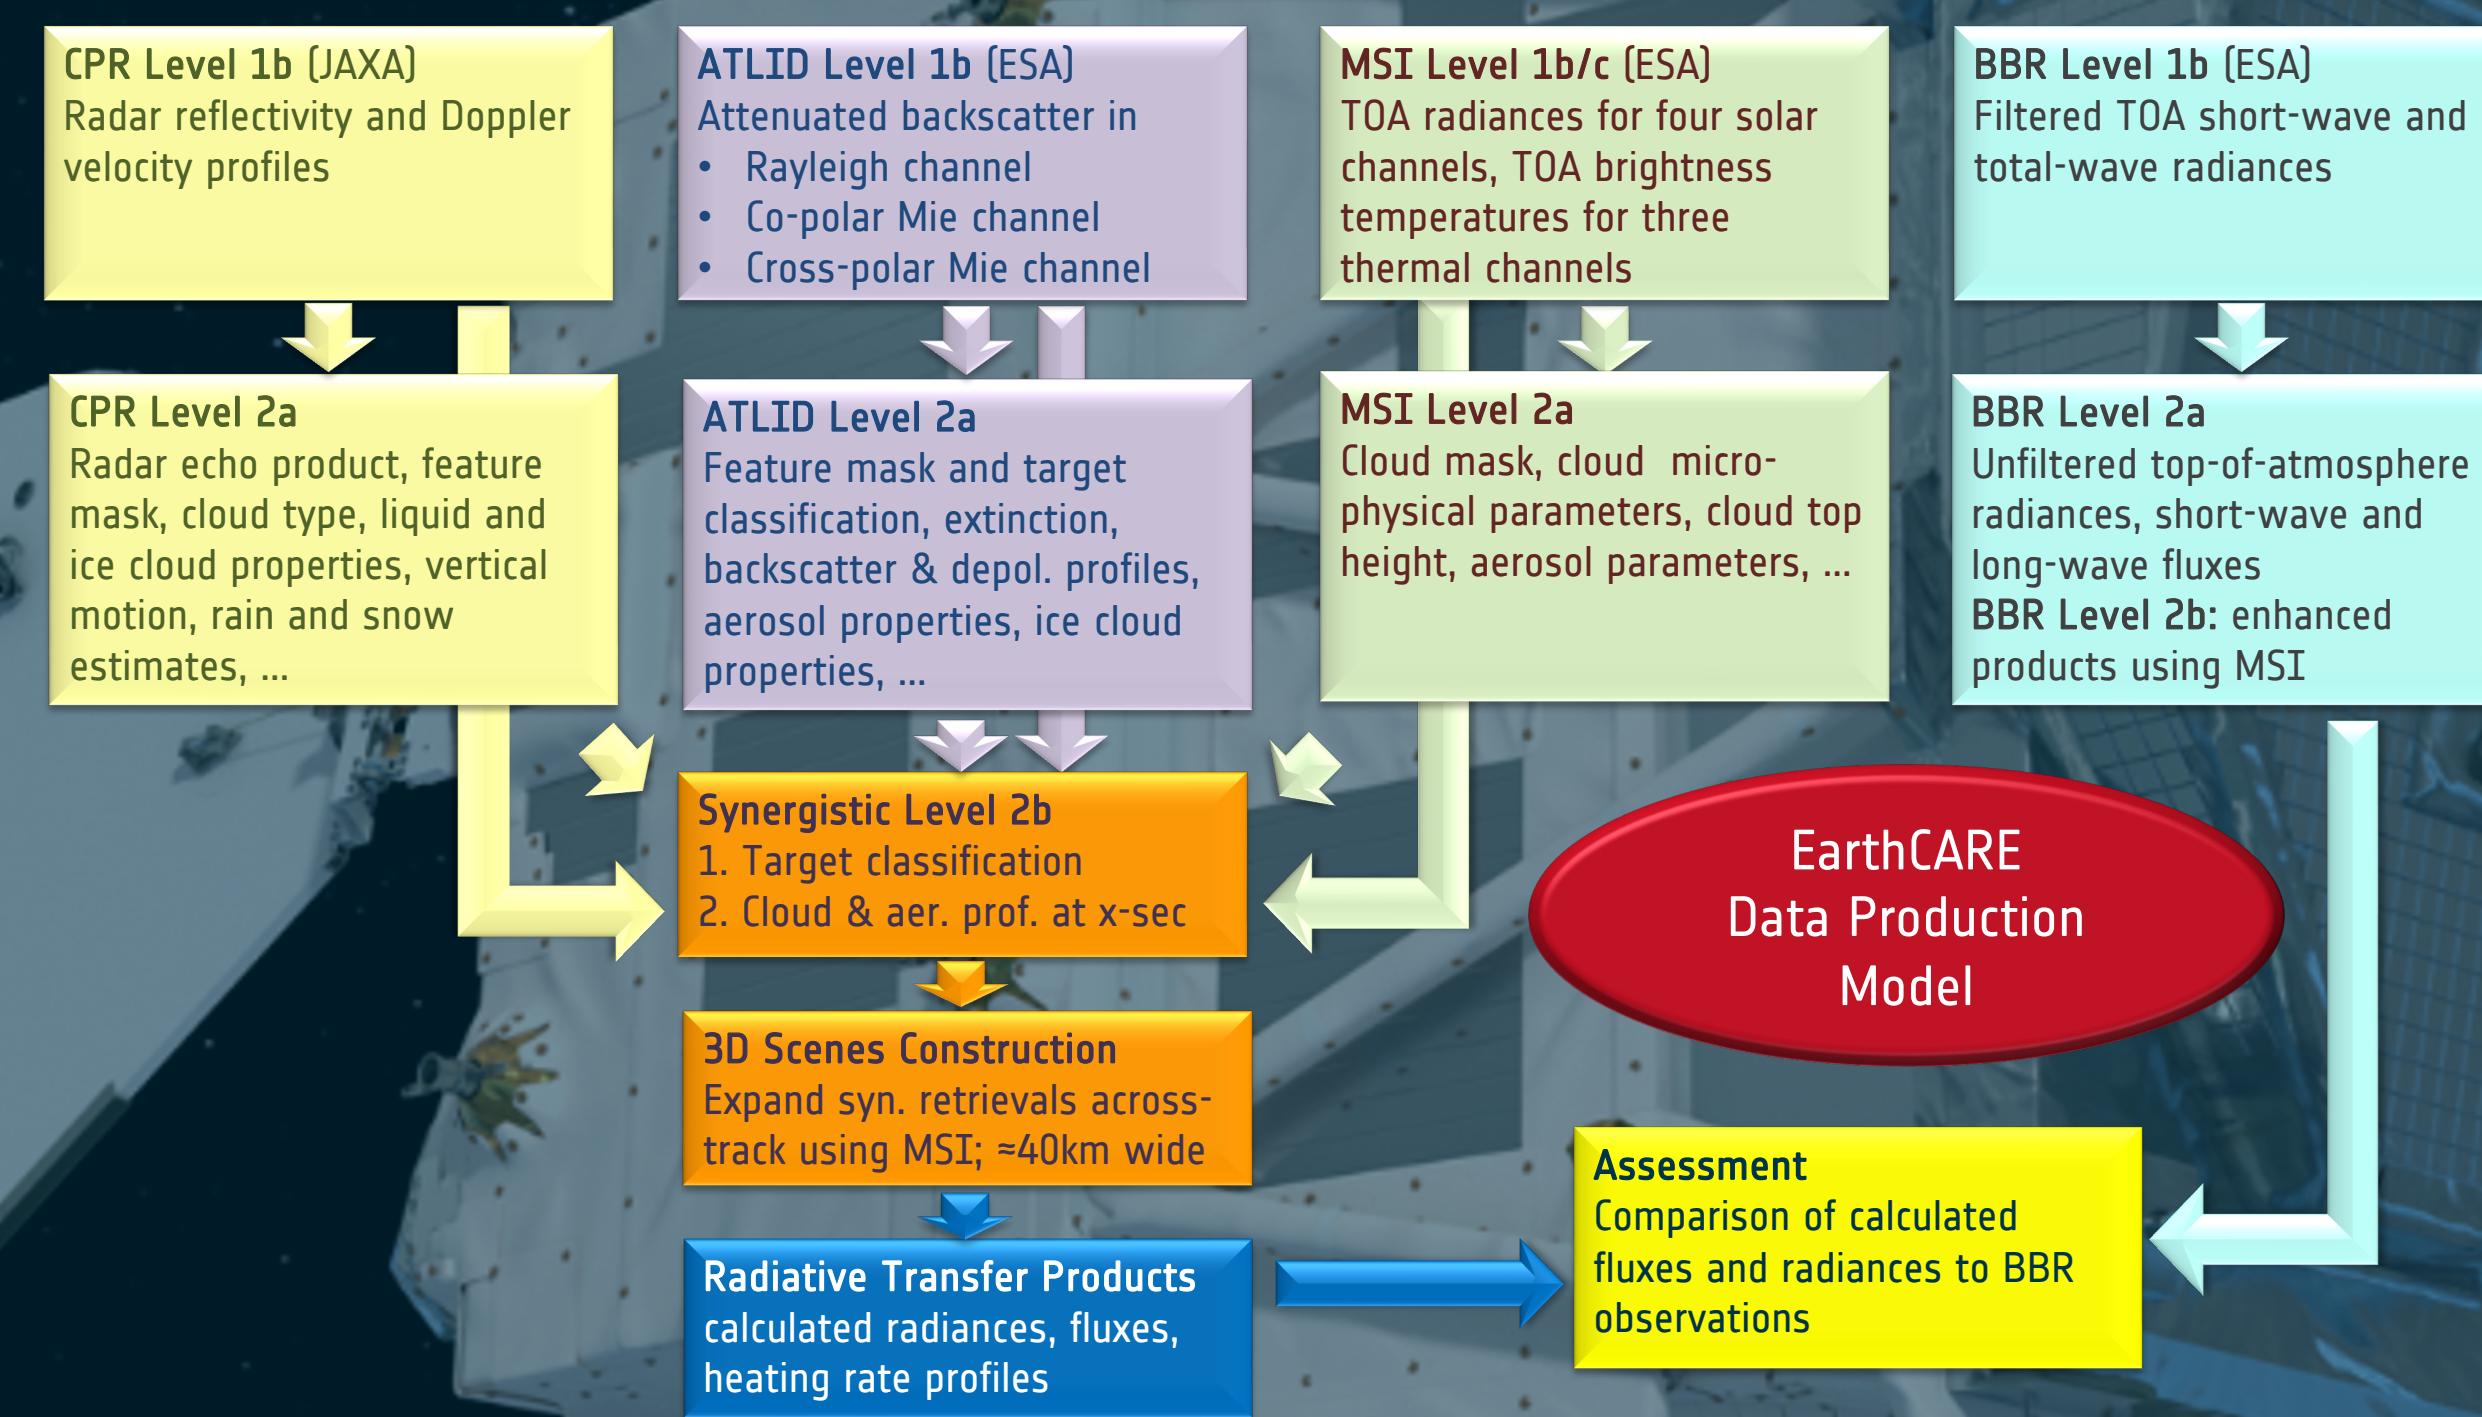 CPR Level 1b (JAXA)
Radar reflectivity and Doppler
velocity profiles
ATLID Level 1b (ESA)
Attenuated backscatter in
• Rayleigh channel
• Co-polar Mie channel
• Cross-polar Mie channel
MSI Level 1b/c (ESA)
TOA radiances for four solar
channels, TOA brightness
temperatures for three
thermal channels
BBR Level 1b (ESA)
Filtered TOA short-wave and
total-wave radiances
CPR Level 2a
Radar echo product, feature
mask, cloud type, liquid and
ice cloud properties, vertical
motion, rain and snow
estimates, ...
ATLID Level 2a
Feature mask and target
classification, extinction,
backscatter & depol. profiles,
aerosol properties, ice cloud
properties, ...
MSI Level 2a
Cloud mask, cloud  micro-
physical parameters, cloud top
height, aerosol parameters, ...
BBR Level 2a
Unfiltered top-of-atmosphere
radiances, short-wave and
long-wave fluxes
BBR Level 2b: enhanced
products using MSI
Synergistic Level 2b
1. Target classification
2. Cloud & aer. prof. at x-sec
EarthCARE
Data Production
Model
3D Scenes Construction
Expand syn. retrievals across-
track using MSI; ≈40km wide
Radiative Transfer Products
calculated radiances, fluxes,
heating rate profiles
Assessment
Comparison of calculated
fluxes and radiances to BBR
observations